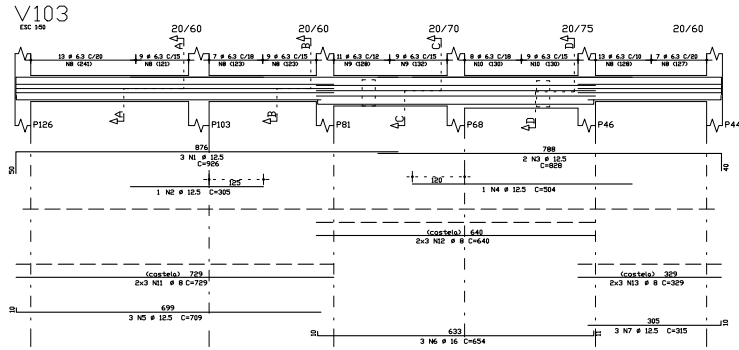 V103
ESC 1:50
20/60 20/60 20/70 20/75 20/60
A B C D
13 ø 6.3 C/20 9 ø 6.3 C/15 7 ø 6.3 C/18 9 ø 6.3 C/15 11 ø 6.3 C/12 9 ø 6.3 C/15 8 ø 6.3 C/18 9 ø 6.3 C/15 13 ø 6.3 C/10 7 ø 6.3 C/20
N8 (241) N8 (121) N8 (123) N8 (123) N9 (128) N9 (132) N10 (130) N10 (130) N8 (128) N8 (127)
A B C D
P126 P103 P81 P68 P46 P44
876 788
50 3 N1 ø 12.5 2 N3 ø 12.5 40
C=926 C=828
125 120
1 N2 ø 12.5 C=305 1 N4 ø 12.5 C=504
(costela) 640
2x3 N12 ø 8 C=640
(costela) 729 (costela) 329
2x3 N11 ø 8 C=729 2x3 N13 ø 8 C=329
10 699
3 N5 ø 12.5 C=709
305 10
3 N7 ø 12.5 C=315
10 633 11
3 N6 ø 16 C=654